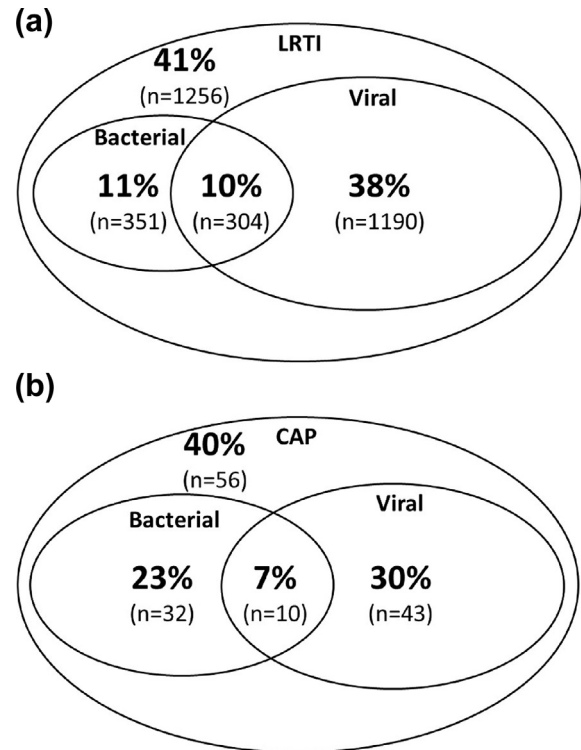 (a)
LRTI
41%
(n=1256)
Viral
Bacterial
11% 10% 38%
(n=351) (n=304) (n=1190)
(b)
CAP
40%
(n=56)
Viral
Bacterial
23% 7% 30%
(n=32) (n=10) (n=43)